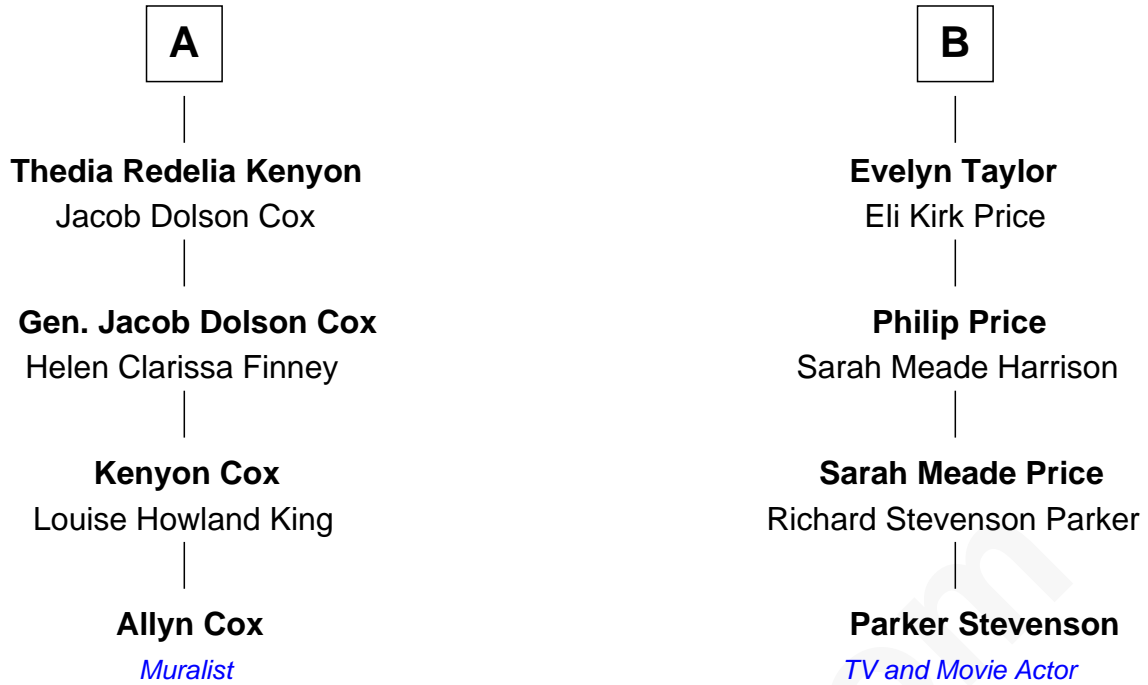 A
Thedia Redelia Kenyon
Jacob Dolson Cox
Gen. Jacob Dolson Cox
Helen Clarissa Finney
Kenyon Cox
Louise Howland King
Allyn Cox
Muralist
B
Evelyn Taylor
Eli Kirk Price
Philip Price
Sarah Meade Harrison
Sarah Meade Price
Richard Stevenson Parker
Parker Stevenson
TV and Movie Actor